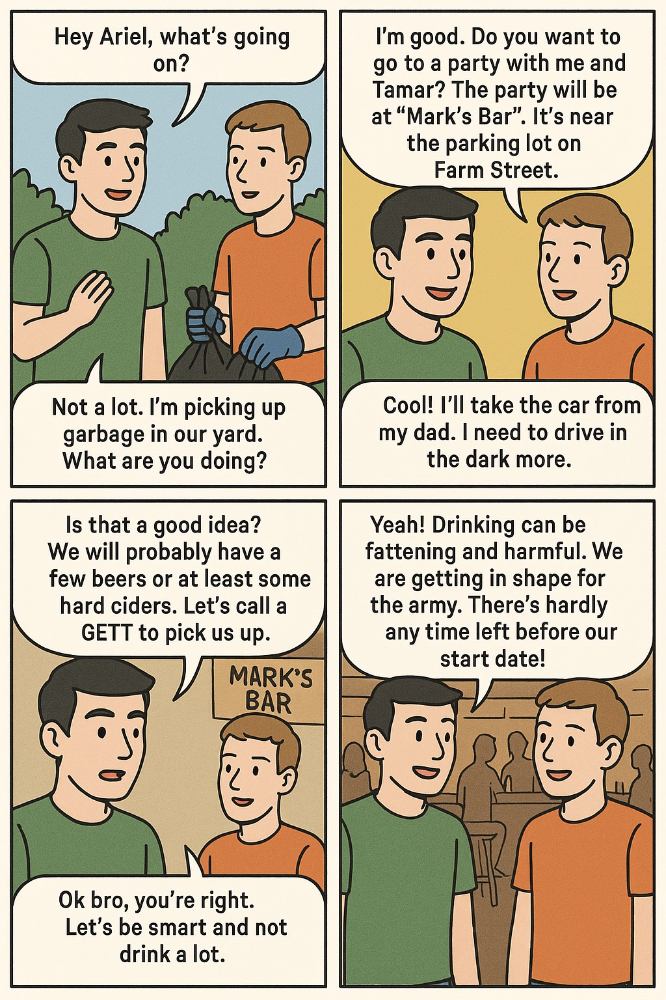 Hey Ariel, what's going
on?
Not a lot. I'm picking up
garbage in our yard.
What are you doing?
I'm good. Do you want to
go to a party with me and
Tamar? The party will be
at “Mark's Bar”. It's near
the parking lot on
Farm Street.
Cool! I'll take the car from
my dad. I need to drive in
the dark more.
Is that a good idea?
We will probably have a
few beers or at least some
hard ciders. Let's call a
GETT to pick us up.
MARK'S
BAR
Ok bro, you're right.
Let's be smart and not
drink a lot.
Yeah! Drinking can be
fattening and harmful. We
are getting in shape for
the army. There's hardly
any time left before our
start date!